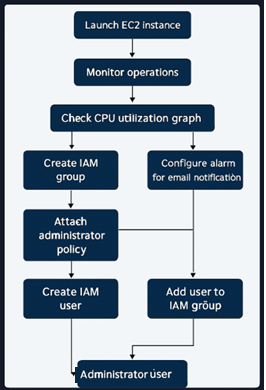 Launch EC2 instance
Monitor operations
Check CPU utilization graph
Create IAM
group
Configure alarm
for email notification
Attach
administrator
policy
Create IAM
user
Add user to
IAM gröup
Administrator user